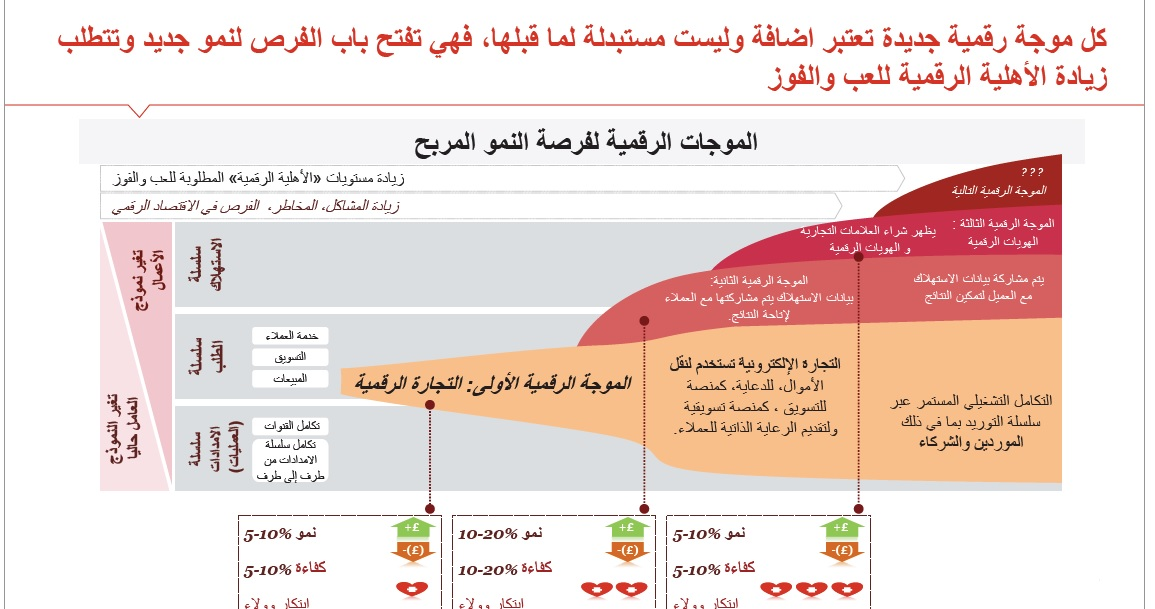 كل موجة رقمية جديدة تعتبر اضافة وليست مستبدلة لما قبلها، فهي تفتح باب الفرص لنمو جديد وتتطلب
زيادة الأهلية الرقمية للعب والفوز
الموجات الرقمية لفرصة النمو المربح
زيادة مستويات «الأهلية الرقمية» المطلوبة للعب والفوز
زيادة المشاكل، المخاطر، الفرص في الاقتصاد الرقمي
؟ ؟ ؟
الموجة الرقمية التالية
الموجة الرقمية الثالثة :
الهويات الرقمية
يظهر شراء العلامات التجارية
و الهويات الرقمية
الموجة الرقمية الثانية:
بيانات الاستهلاك يتم مشاركتها مع العملاء
لإتاحة النتائج.
يتم مشاركة بيانات الاستهلاك
مع العميل لتمكين النتائج
الموجة الرقمية الأولى: التجارة الرقمية
التجارة الإلكترونية تستخدم لنقل
الأموال، للدعاية، كمنصة
للتسويق ، كمنصة تسويقية
ولتقديم الرعاية الذاتية للعملاء.
التكامل التشغيلي المستمر عبر
سلسلة التوريد بما في ذلك
الموردين والشركاء
تغير نموذج
الأعمال
تغير النموذج
العامل حاليا
سلسلة
الاستهلاك
سلسلة
الطلب
خدمة العملاء
التسويق
المبيعات
سلسلة
الامدادات
(العمليات)
تكامل القنوات
تكامل سلسلة
الامدادات من
طرف إلى طرف
نمو 5-10%
+£
-(£)
كفاءة 5-10%
ابتكار وولاء
نمو 10-20%
+£
-(£)
كفاءة 10-20%
ابتكار وولاء
نمو 5-10%
+£
-(£)
كفاءة 5-10%
ابتكار وولاء